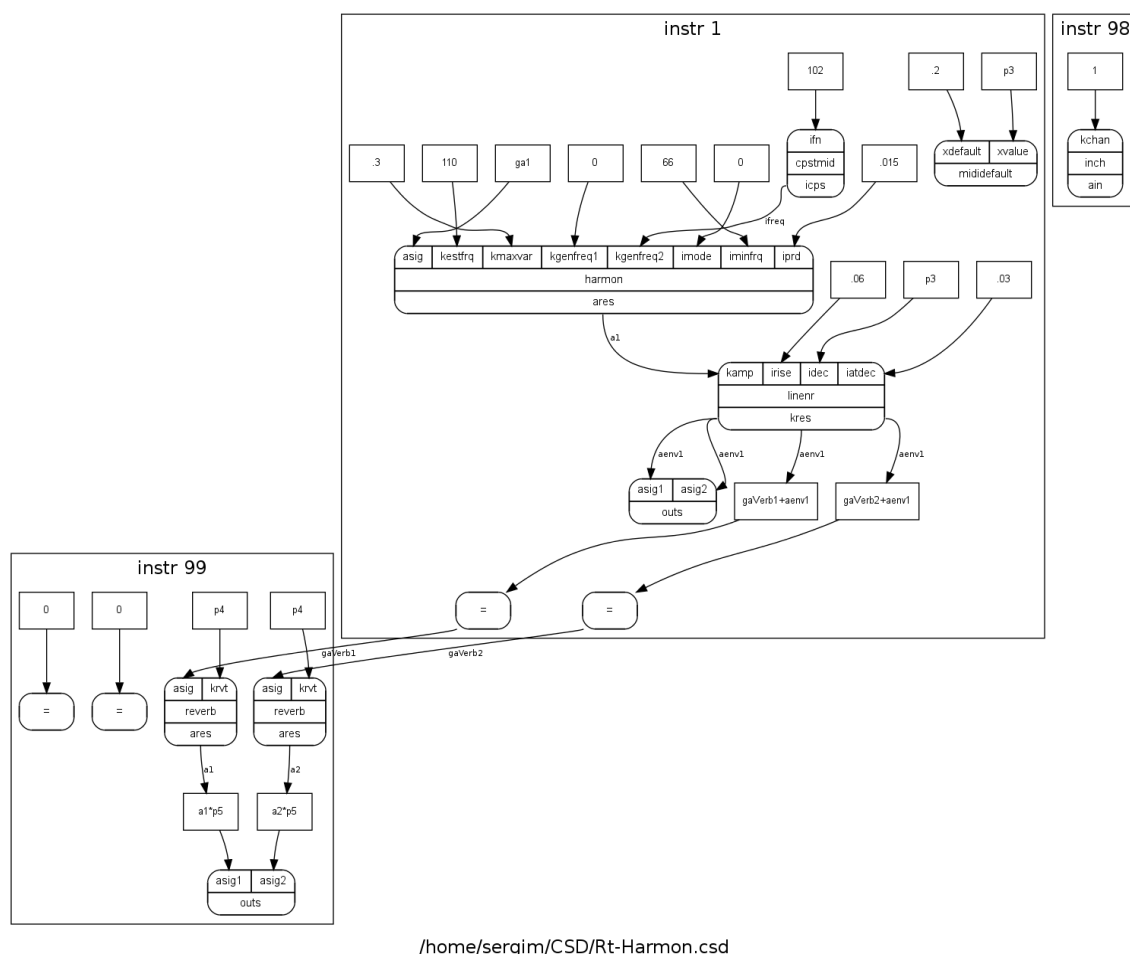 instr 1
instr 98
102
.2
p3
1
ifn
cpstmid
icps
xdefault xvalue
mididefault
kchan
inch
ain
.3
110
ga1
0
66
0
.015
ifreq
asig kestfrq kmaxvar kgenfreq1 kgenfreq2 imode iminfrq iprd
harmon
ares
.06
p3
.03
a1
kamp irise idec iatdec
linenr
kres
aenv1
aenv1
aenv1
aenv1
asig1 asig2
outs
gaVerb1+aenv1
gaVerb2+aenv1
=
=
instr 99
0
0
p4
p4
gaVerb1
gaVerb2
=
=
asig krvt
reverb
ares
asig krvt
reverb
ares
a1
a2
a1*p5
a2*p5
asig1 asig2
outs
/home/sergim/CSD/Rt-Harmon.csd